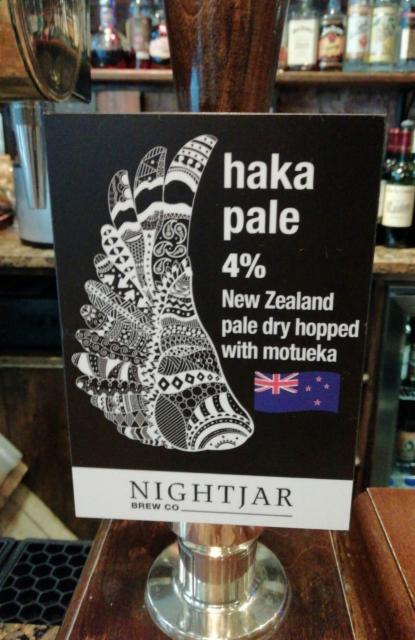 haka
pale
4%
New Zealand
pale dry hopped
with motueka
NIGHTJAR
BREW CO